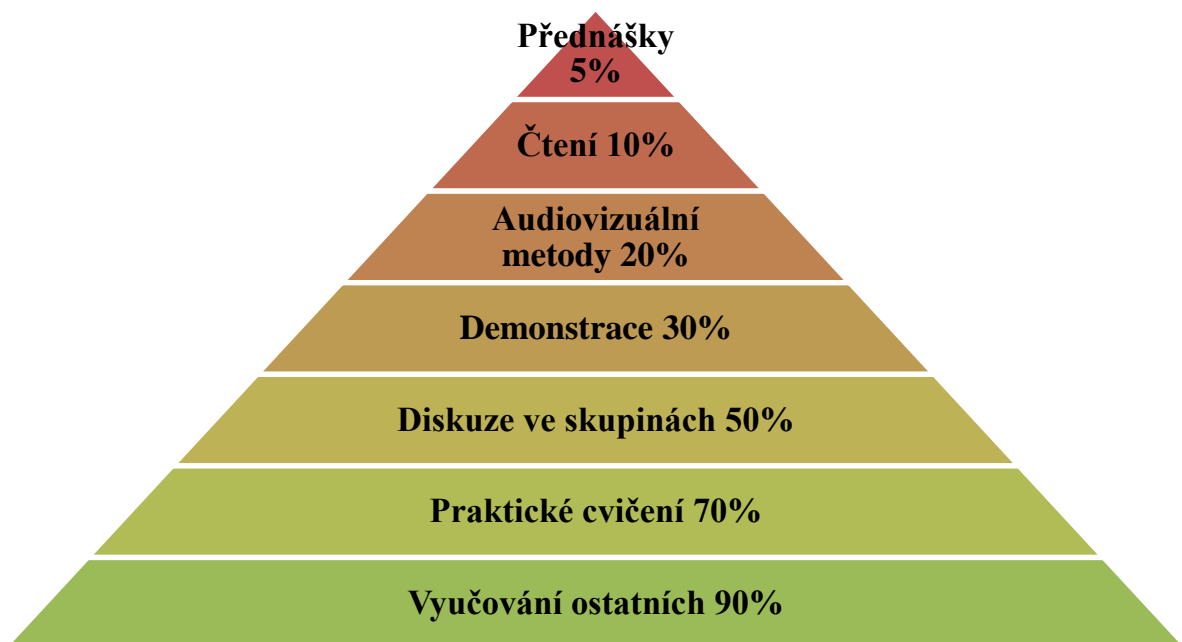 Přednášky
5%
Čtení 10%
Audiovizuální
metody 20%
Demonstrace 30%
Diskuze ve skupinách 50%
Praktické cvičení 70%
Vyučování ostatních 90%